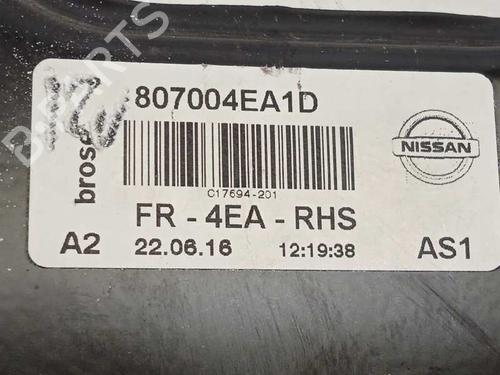 807004EA1D
brose
C17694-201
NISSAN
FR - 4EA - RHS
A2 22.06.16 12:19:38 AS1